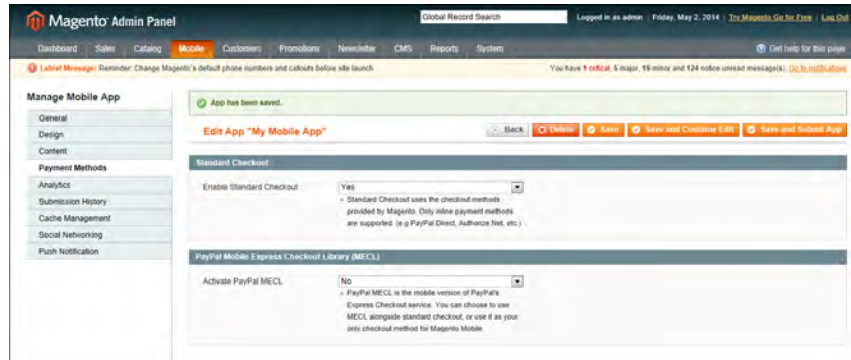 Magento Admin Panel
Global Record Search
Logged in as admin | Friday, May 2, 2014 | Try Magento Go for Free | Log Out
Dashboard Sales Catalog Mobile Customers Promotions Newsletter CMS Reports System
Get help for this page
Latest Message: Reminder: Change Magento's default phone numbers and callouts before site launch
You have 1 critical, 5 major, 19 minor and 124 notice unread message(s). Go to notifications
Manage Mobile App
General
Design
Content
Payment Methods
Analytics
Submission History
Cache Management
Social Networking
Push Notification
App has been saved.
Edit App "My Mobile App"
Back Delete Save Save and Continue Edit Save and Submit App
Standard Checkout
Enable Standard Checkout
Yes
Standard Checkout uses the checkout methods
provided by Magento. Only inline payment methods
are supported. (e.g PayPal Direct, Authorize.Net, etc.)
PayPal Mobile Express Checkout Library (MECL)
Activate PayPal MECL
No
PayPal MECL is the mobile version of PayPal's
Express Checkout service. You can choose to use
MECL alongside standard checkout, or use it as your
only checkout method for Magento Mobile.